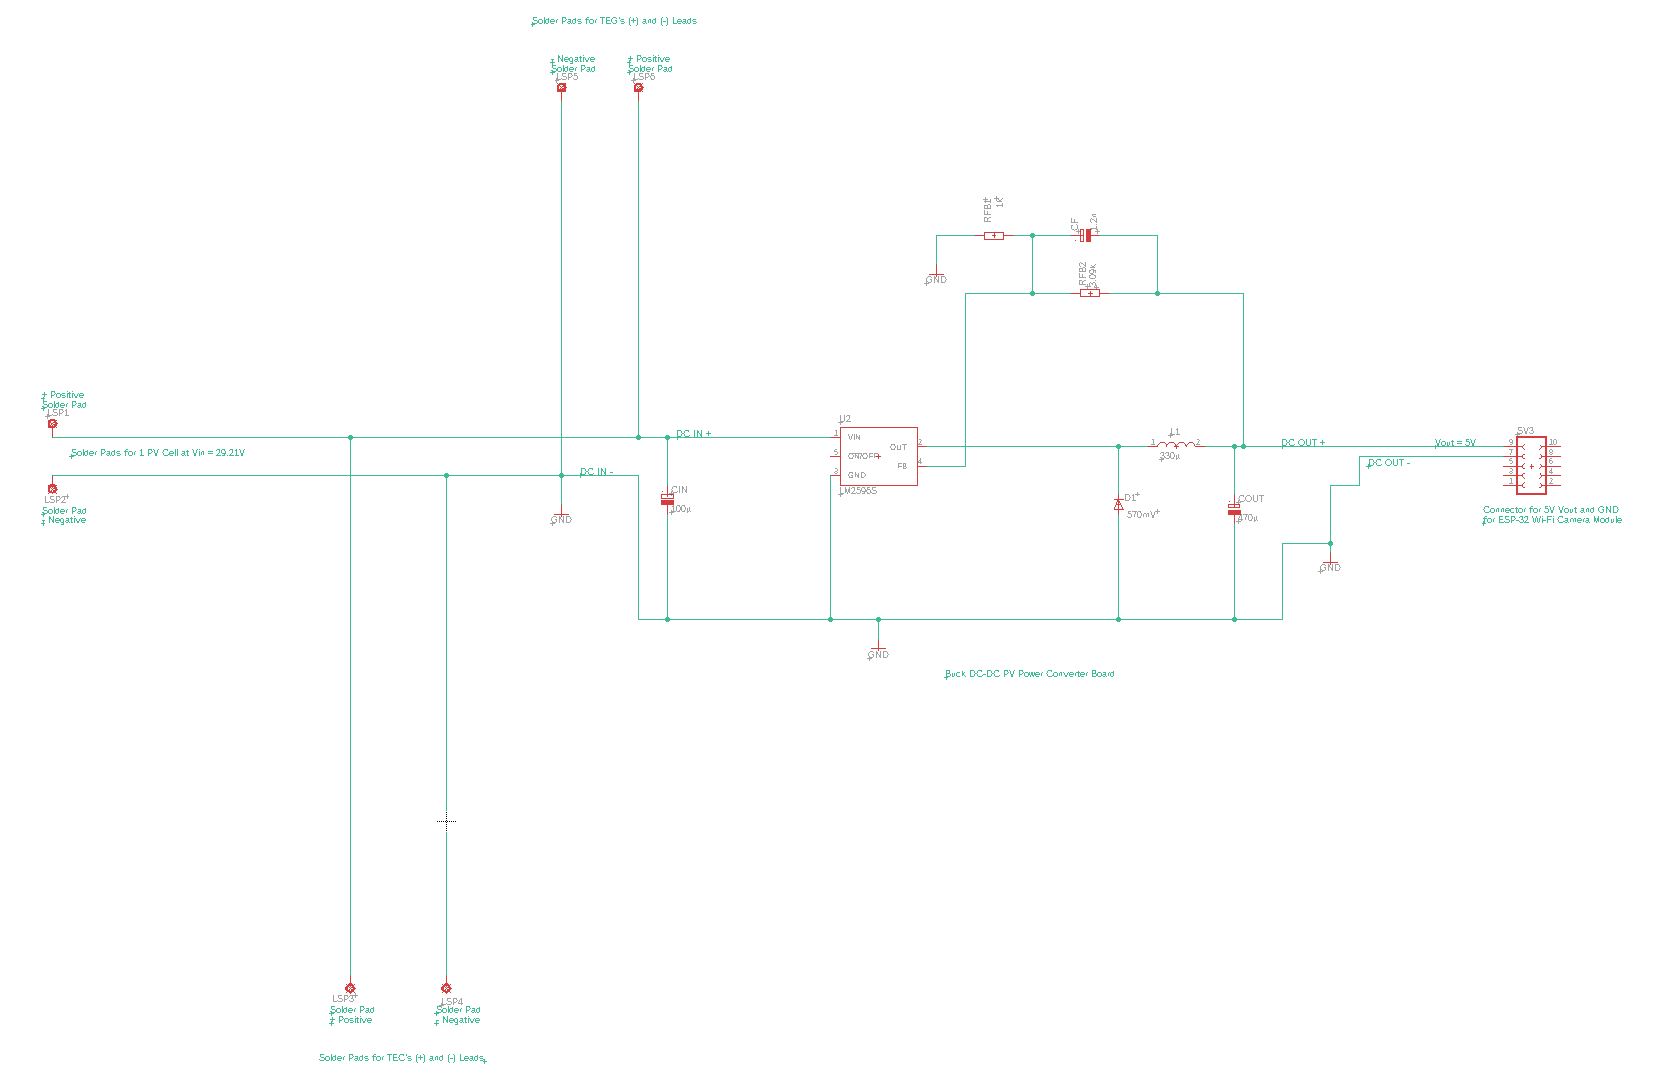 Solder Pads for TEG's (+) and (-) Leads
- Negative
Solder Pad
LSP5
+ Positive
Solder Pad
LSP6
RFB1
1K
CF
1.2n
RFB2
3.09K
GND
+ Positive
Solder Pad
LSP1
Solder Pads for 1 PV Cell at Vin = 29.21V
LSP2
Solder Pad
- Negative
DC IN +
DC IN -
GND
CIN
100µ
U2
1
VIN
5
ON/OFF
3
GND
OUT
2
FB
4
LM2596S
L1
1
2
330µ
D1
570mV
COUT
470µ
DC OUT +
Vout = 5V
DC OUT -
GND
SV3
9
10
7
8
5
6
3
4
1
2
Connector for 5V Vout and GND
for ESP-32 Wi-Fi Camera Module
GND
Buck DC-DC PV Power Converter Board
LSP3
Solder Pad
+ Positive
LSP4
Solder Pad
- Negative
Solder Pads for TEC's (+) and (-) Leads